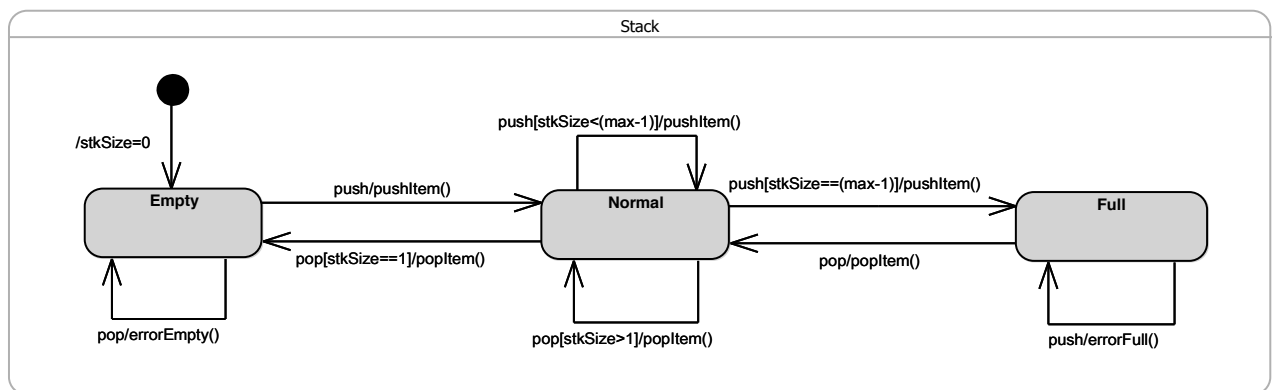 Stack
/stkSize=0
push[stkSize<(max-1)]/pushItem()
Empty
push/pushItem()
Normal
push[stkSize==(max-1)]/pushItem()
Full
pop[stkSize==1]/popItem()
pop/popItem()
pop/errorEmpty()
pop[stkSize>1]/popItem()
push/errorFull()